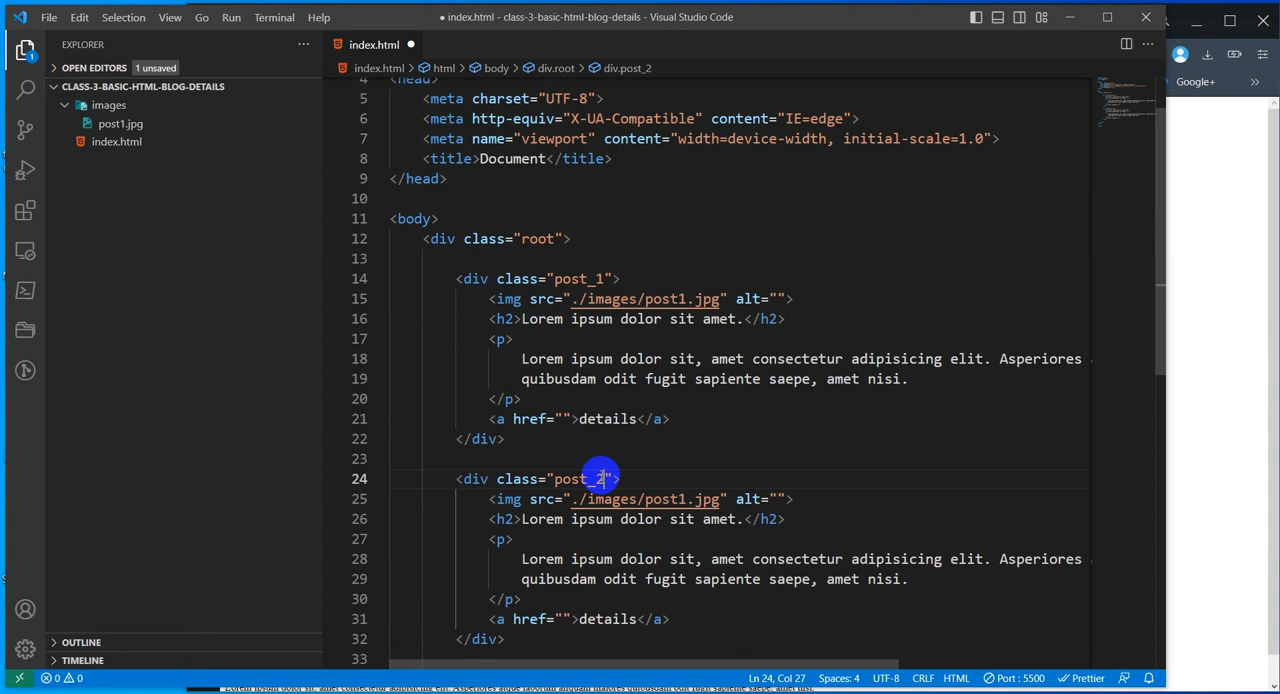 File Edit Selection View Go Run Terminal Help ● index.html - class-3-basic-html-blog-details - Visual Studio Code
EXPLORER
OPEN EDITORS 1 unsaved
CLASS-3-BASIC-HTML-BLOG-DETAILS
images
post1.jpg
index.html
OUTLINE
TIMELINE
1
index.html
index.html > html > body > div.root > div.post_2
4 <head>
5 <meta charset="UTF-8">
6 <meta http-equiv="X-UA-Compatible" content="IE=edge">
7 <meta name="viewport" content="width=device-width, initial-scale=1.0">
8 <title>Document</title>
9 </head>
10
11 <body>
12 <div class="root">
13
14 <div class="post_1">
15 <img src="./images/post1.jpg" alt="">
16 <h2>Lorem ipsum dolor sit amet.</h2>
17 <p>
18 Lorem ipsum dolor sit, amet consectetur adipisicing elit. Asperiores
19 quibusdam odit fugit sapiente saepe, amet nisi.
20 </p>
21 <a href="">details</a>
22 </div>
23
24 <div class="post_2">
25 <img src="./images/post1.jpg" alt="">
26 <h2>Lorem ipsum dolor sit amet.</h2>
27 <p>
28 Lorem ipsum dolor sit, amet consectetur adipisicing elit. Asperiores
29 quibusdam odit fugit sapiente saepe, amet nisi.
30 </p>
31 <a href="">details</a>
32 </div>
33
Google+
0 0 Ln 24, Col 27 Spaces: 4 UTF-8 CRLF HTML Port : 5500 Prettier